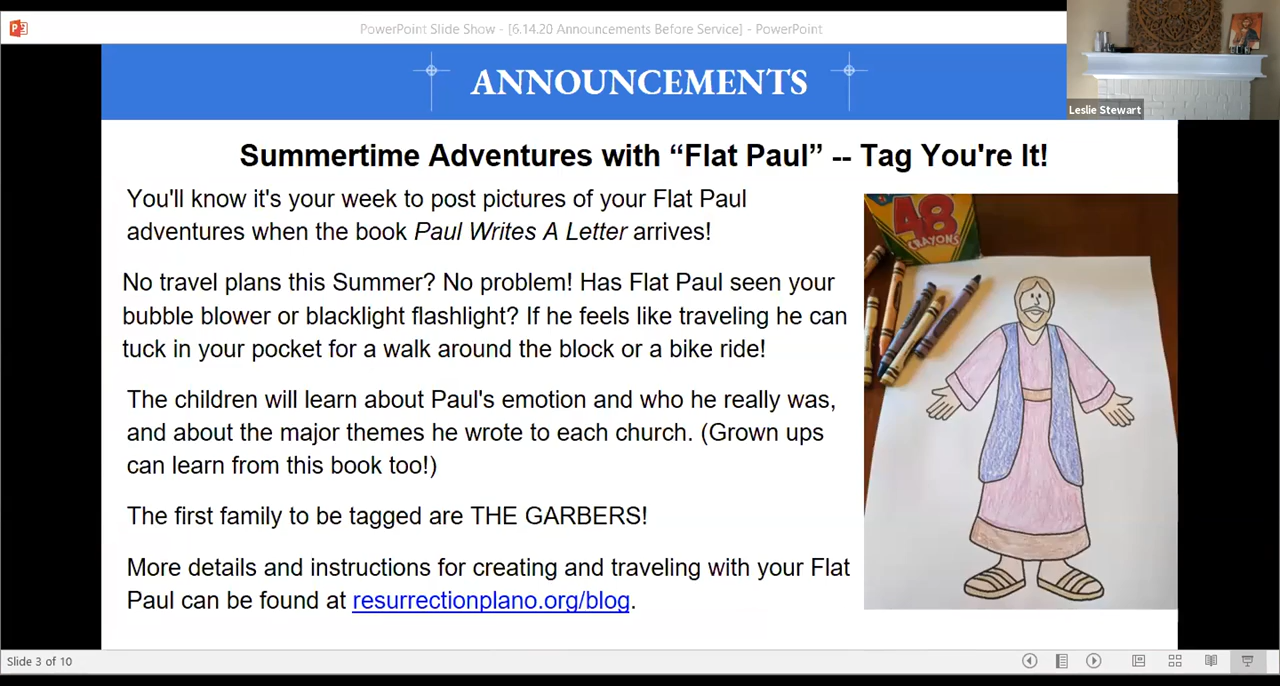 PowerPoint Slide Show - [6.14.20 Announcements Before Service] - PowerPoint
Leslie Stewart
ANNOUNCEMENTS
Summertime Adventures with “Flat Paul” -- Tag You're It!
You'll know it's your week to post pictures of your Flat Paul
adventures when the book Paul Writes A Letter arrives!
No travel plans this Summer? No problem! Has Flat Paul seen your
bubble blower or blacklight flashlight? If he feels like traveling he can
tuck in your pocket for a walk around the block or a bike ride!
The children will learn about Paul's emotion and who he really was,
and about the major themes he wrote to each church. (Grown ups
can learn from this book too!)
The first family to be tagged are THE GARBERS!
More details and instructions for creating and traveling with your Flat
Paul can be found at resurrectionplano.org/blog.
48
CRAYONS
Slide 3 of 10